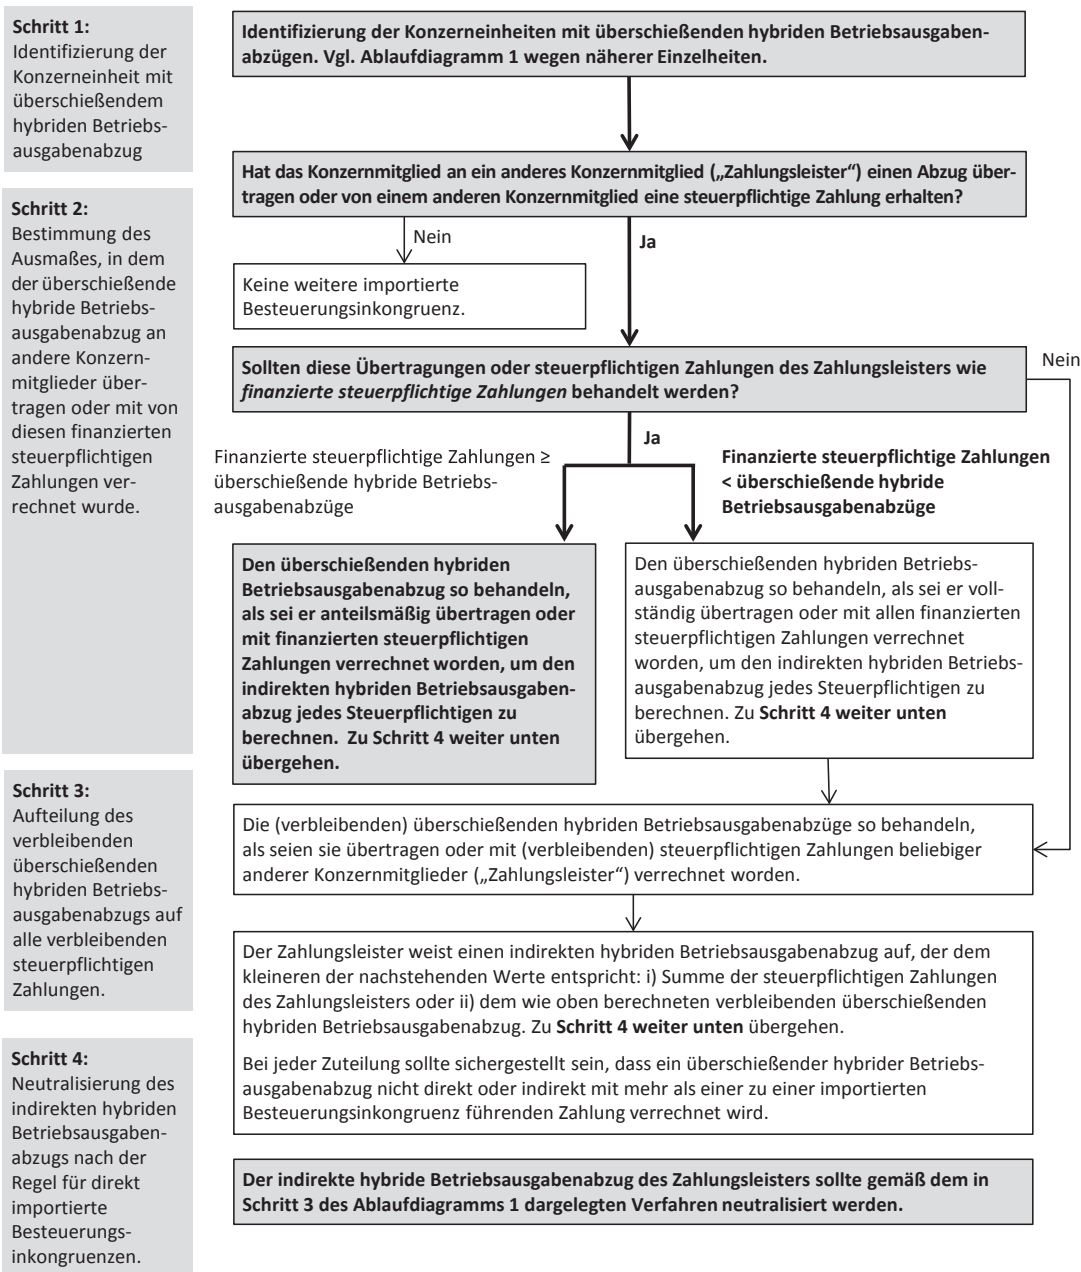 Schritt 1:
Identifizierung der
Konzerneinheit mit
überschießendem
hybriden Betriebs-
ausgabenabzug
Identifizierung der Konzerneinheiten mit überschießenden hybriden Betriebsausgaben-
abzügen. Vgl. Ablaufdiagramm 1 wegen näherer Einzelheiten.
Hat das Konzernmitglied an ein anderes Konzernmitglied („Zahlungsleister“) einen Abzug über-
tragen oder von einem anderen Konzernmitglied eine steuerpflichtige Zahlung erhalten?
Schritt 2:
Bestimmung des
Ausmaßes, in dem
der überschießende
hybride Betriebs-
ausgabenabzug an
andere Konzern-
mitglieder über-
tragen oder mit von
diesen finanzierten
steuerpflichtigen
Zahlungen ver-
rechnet wurde.
Nein
Ja
Keine weitere importierte
Besteuerungsinkongruenz.
Sollten diese Übertragungen oder steuerpflichtigen Zahlungen des Zahlungsleisters wie
finanzierte steuerpflichtige Zahlungen behandelt werden?
Nein
Ja
Finanzierte steuerpflichtige Zahlungen ≥
überschießende hybride Betriebs-
ausgabenabzüge
Finanzierte steuerpflichtige Zahlungen
< überschießende hybride
Betriebsausgabenabzüge
Den überschießenden hybriden
Betriebsausgabenabzug so behandeln,
als sei er anteilsmäßig übertragen oder
mit finanzierten steuerpflichtigen
Zahlungen verrechnet worden, um den
indirekten hybriden Betriebsausgaben-
abzug jedes Steuerpflichtigen zu
berechnen. Zu Schritt 4 weiter unten
übergehen.
Den überschießenden hybriden Betriebs-
ausgabenabzug so behandeln, als sei er voll-
ständig übertragen oder mit allen finanzierten
steuerpflichtigen Zahlungen verrechnet
worden, um den indirekten hybriden Betriebs-
ausgabenabzug jedes Steuerpflichtigen zu
berechnen. Zu Schritt 4 weiter unten
übergehen.
Schritt 3:
Aufteilung des
verbleibenden
überschießenden
hybriden Betriebs-
ausgabenabzugs auf
alle verbleibenden
steuerpflichtigen
Zahlungen.
Die (verbleibenden) überschießenden hybriden Betriebsausgabenabzüge so behandeln,
als seien sie übertragen oder mit (verbleibenden) steuerpflichtigen Zahlungen beliebiger
anderer Konzernmitglieder („Zahlungsleister“) verrechnet worden.
Der Zahlungsleister weist einen indirekten hybriden Betriebsausgabenabzug auf, der dem
kleineren der nachstehenden Werte entspricht: i) Summe der steuerpflichtigen Zahlungen
des Zahlungsleisters oder ii) dem wie oben berechneten verbleibenden überschießenden
hybriden Betriebsausgabenabzug. Zu Schritt 4 weiter unten übergehen.
Bei jeder Zuteilung sollte sichergestellt sein, dass ein überschießender hybrider Betriebs-
ausgabenabzug nicht direkt oder indirekt mit mehr als einer zu einer importierten
Besteuerungsinkongruenz führenden Zahlung verrechnet wird.
Schritt 4:
Neutralisierung des
indirekten hybriden
Betriebsausgaben-
abzugs nach der
Regel für direkt
importierte
Besteuerungs-
inkongruenzen.
Der indirekte hybride Betriebsausgabenabzug des Zahlungsleisters sollte gemäß dem in
Schritt 3 des Ablaufdiagramms 1 dargelegten Verfahren neutralisiert werden.